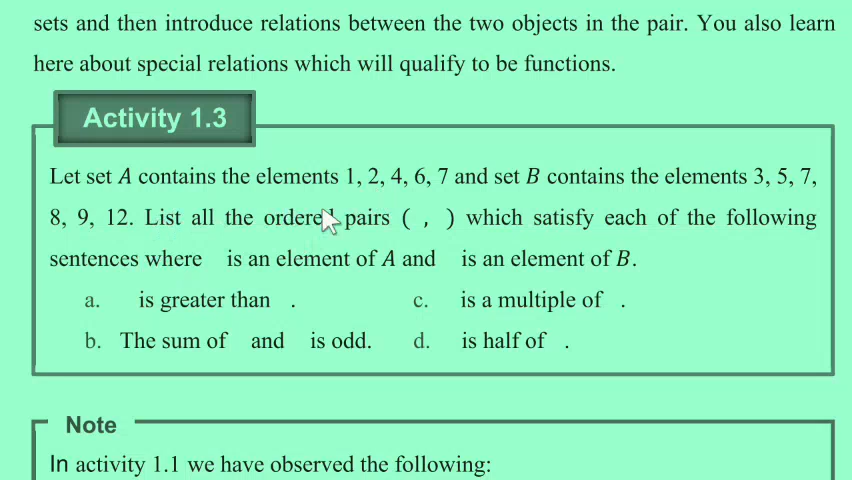 sets and then introduce relations between the two objects in the pair. You also learn
here about special relations which will qualify to be functions.
Activity 1.3
Let set A contains the elements 1, 2, 4, 6, 7 and set B contains the elements 3, 5, 7,
8, 9, 12. List all the ordered pairs ( , ) which satisfy each of the following
sentences where is an element of A and is an element of B.
a. is greater than .
c. is a multiple of .
b. The sum of and is odd.
d. is half of .
Note
In activity 1.1 we have observed the following: